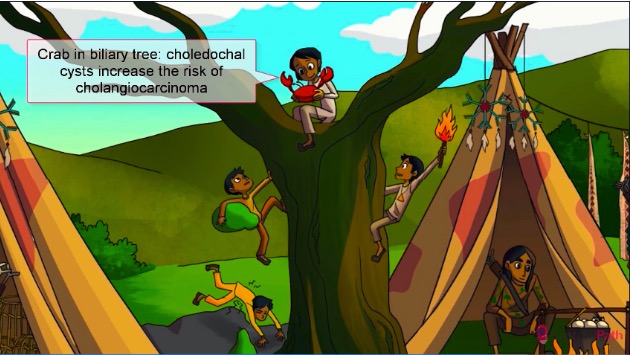 Crab in biliary tree: choledochal
cysts increase the risk of
cholangiocarcinoma